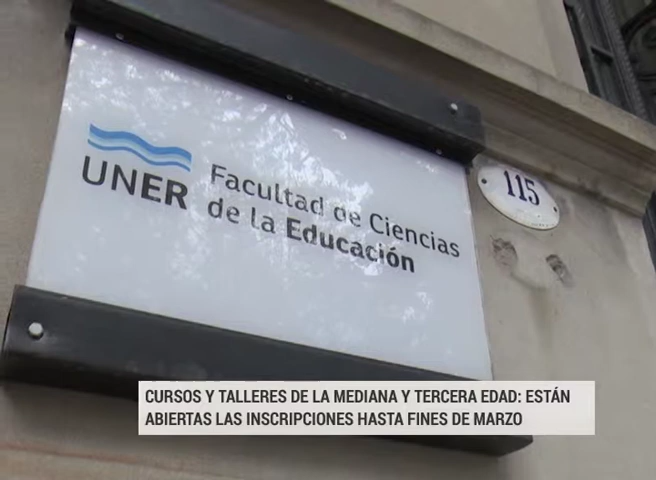 UNER
Facultad de Ciencias
de la Educación
115
CURSOS Y TALLERES DE LA MEDIANA Y TERCERA EDAD: ESTÁN
ABIERTAS LAS INSCRIPCIONES HASTA FINES DE MARZO